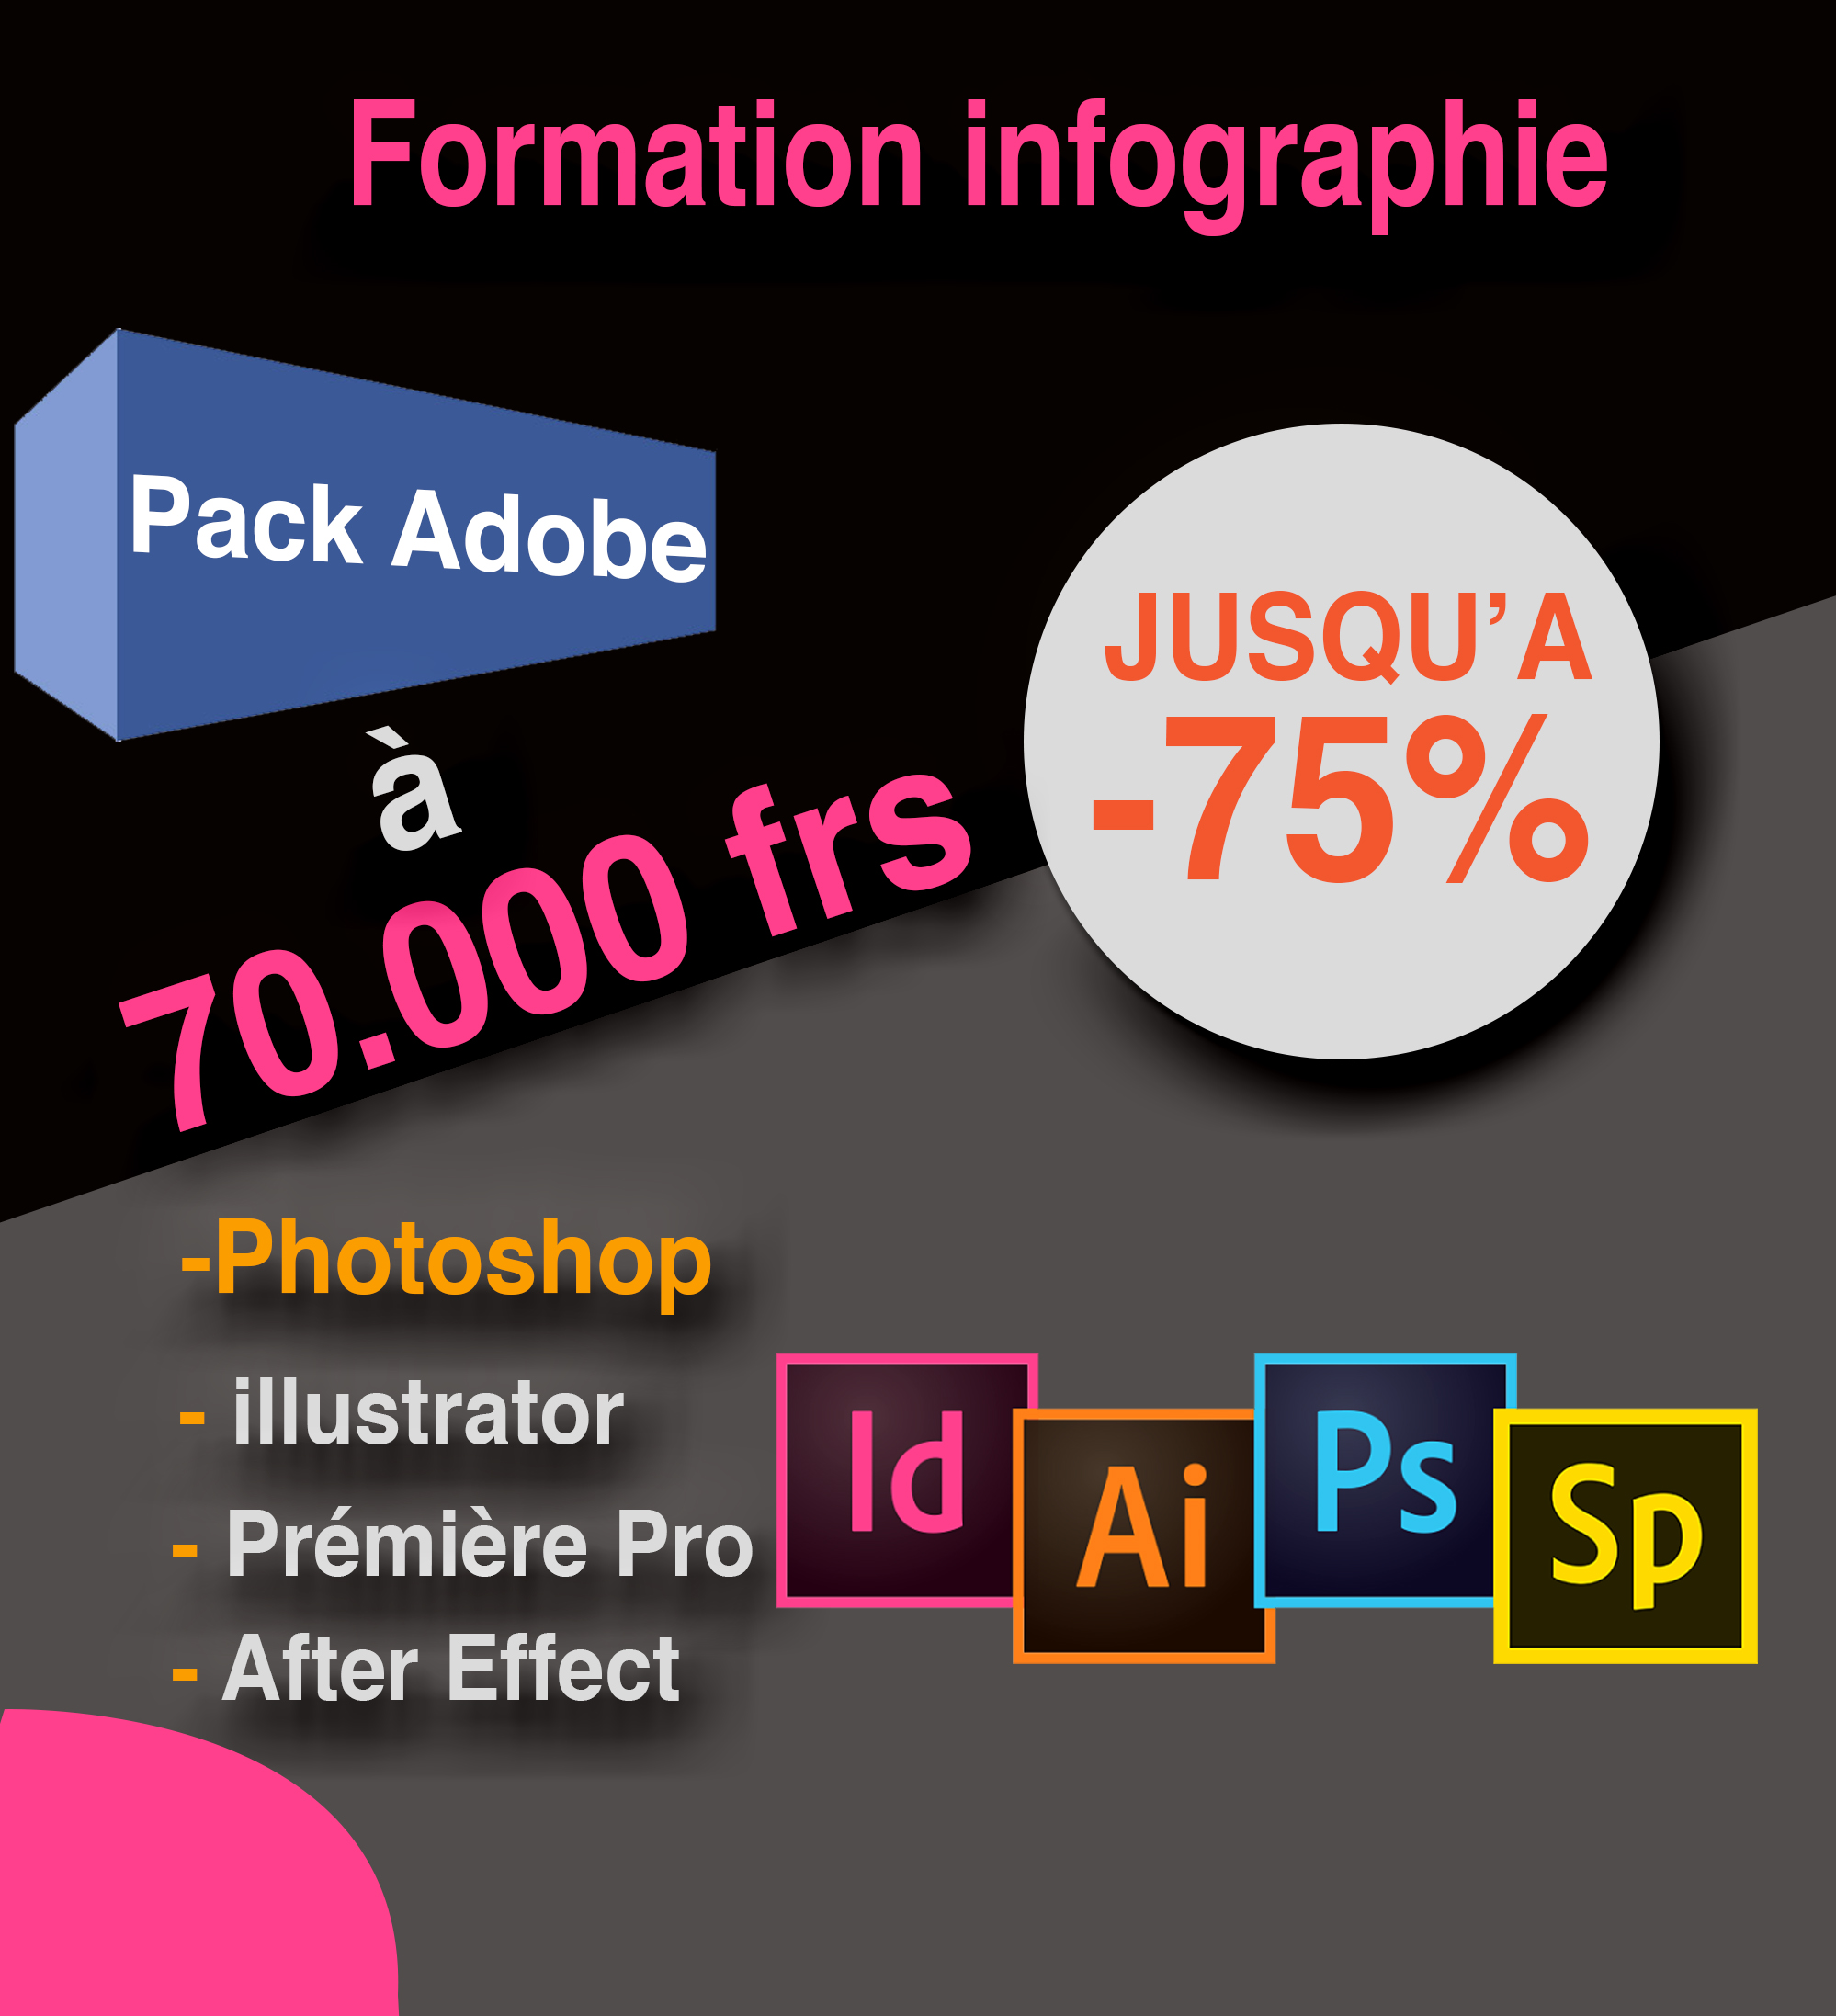 Formation infographie
Pack Adobe
à
70.000 frs
JUSQU’A
-75%
-Photoshop
- illustrator
- Prémière Pro
- After Effect
Id
Ai
Ps
Sp